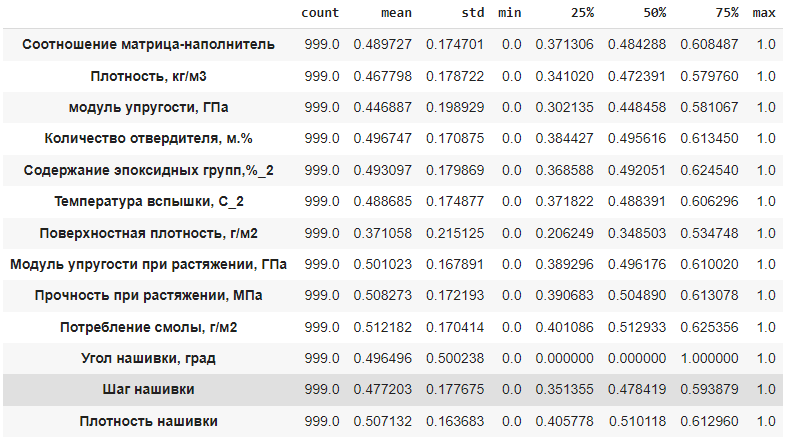 count mean std min 25% 50% 75% max
Соотношение матрица-наполнитель 999.0 0.489727 0.174701 0.0 0.371306 0.484288 0.608487 1.0
Плотность, кг/м3 999.0 0.467798 0.178722 0.0 0.341020 0.472391 0.579760 1.0
модуль упругости, ГПа 999.0 0.446887 0.198929 0.0 0.302135 0.448458 0.581067 1.0
Количество отвердителя, м.% 999.0 0.496747 0.170875 0.0 0.384427 0.495616 0.613450 1.0
Содержание эпоксидных групп,%_2 999.0 0.493097 0.179869 0.0 0.368588 0.492051 0.624540 1.0
Температура вспышки, С_2 999.0 0.488685 0.174877 0.0 0.371822 0.488391 0.606296 1.0
Поверхностная плотность, г/м2 999.0 0.371058 0.215125 0.0 0.206249 0.348503 0.534748 1.0
Модуль упругости при растяжении, ГПа 999.0 0.501023 0.167891 0.0 0.389296 0.496176 0.610020 1.0
Прочность при растяжении, МПа 999.0 0.508273 0.172193 0.0 0.390683 0.504890 0.613078 1.0
Потребление смолы, г/м2 999.0 0.512182 0.170414 0.0 0.401086 0.512933 0.625356 1.0
Угол нашивки, град 999.0 0.496496 0.500238 0.0 0.000000 0.000000 1.000000 1.0
Шаг нашивки 999.0 0.477203 0.177675 0.0 0.351355 0.478419 0.593879 1.0
Плотность нашивки 999.0 0.507132 0.163683 0.0 0.405778 0.510118 0.612960 1.0